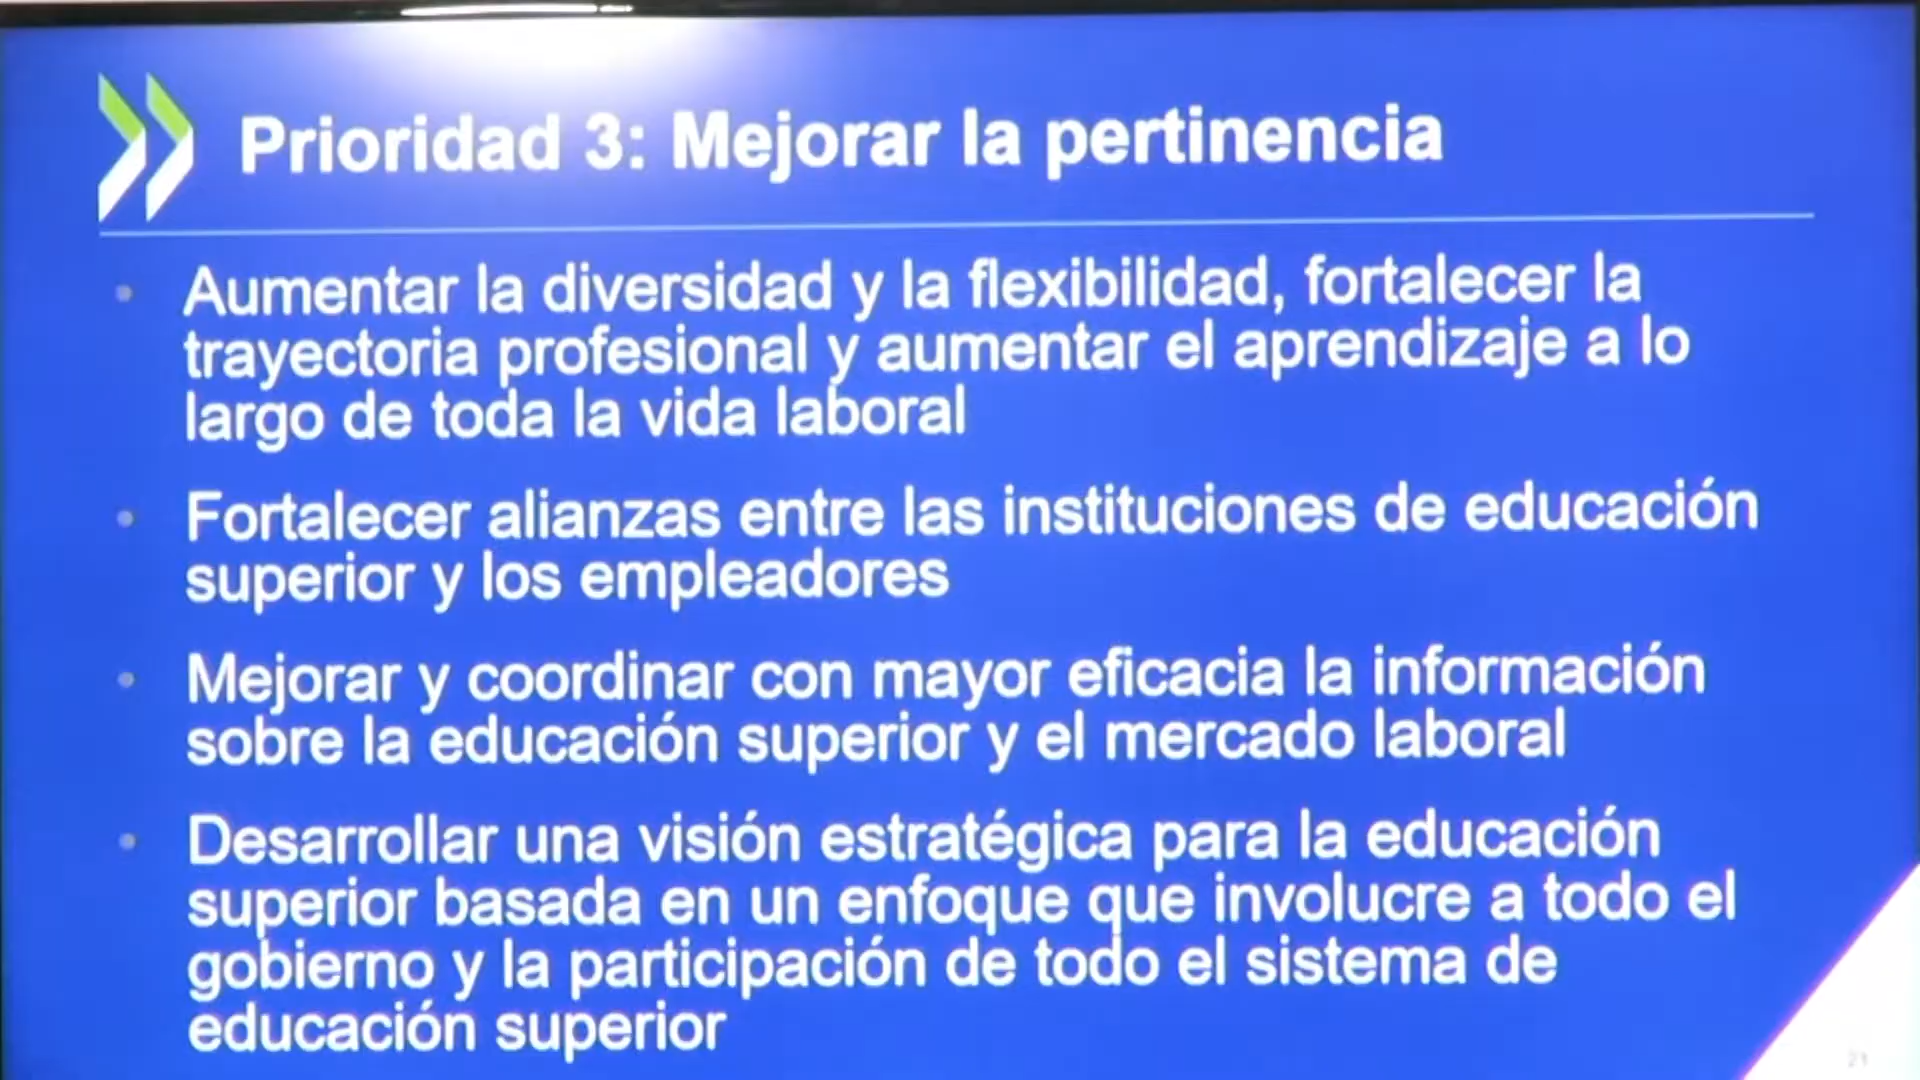 Prioridad 3: Mejorar la pertinencia
Aumentar la diversidad y la flexibilidad, fortalecer la
trayectoria profesional y aumentar el aprendizaje a lo
largo de toda la vida laboral
Fortalecer alianzas entre las instituciones de educación
superior y los empleadores
Mejorar y coordinar con mayor eficacia la información
sobre la educación superior y el mercado laboral
Desarrollar una visión estratégica para la educación
superior basada en un enfoque que involucre a todo el
gobierno y la participación de todo el sistema de
educación superior
21